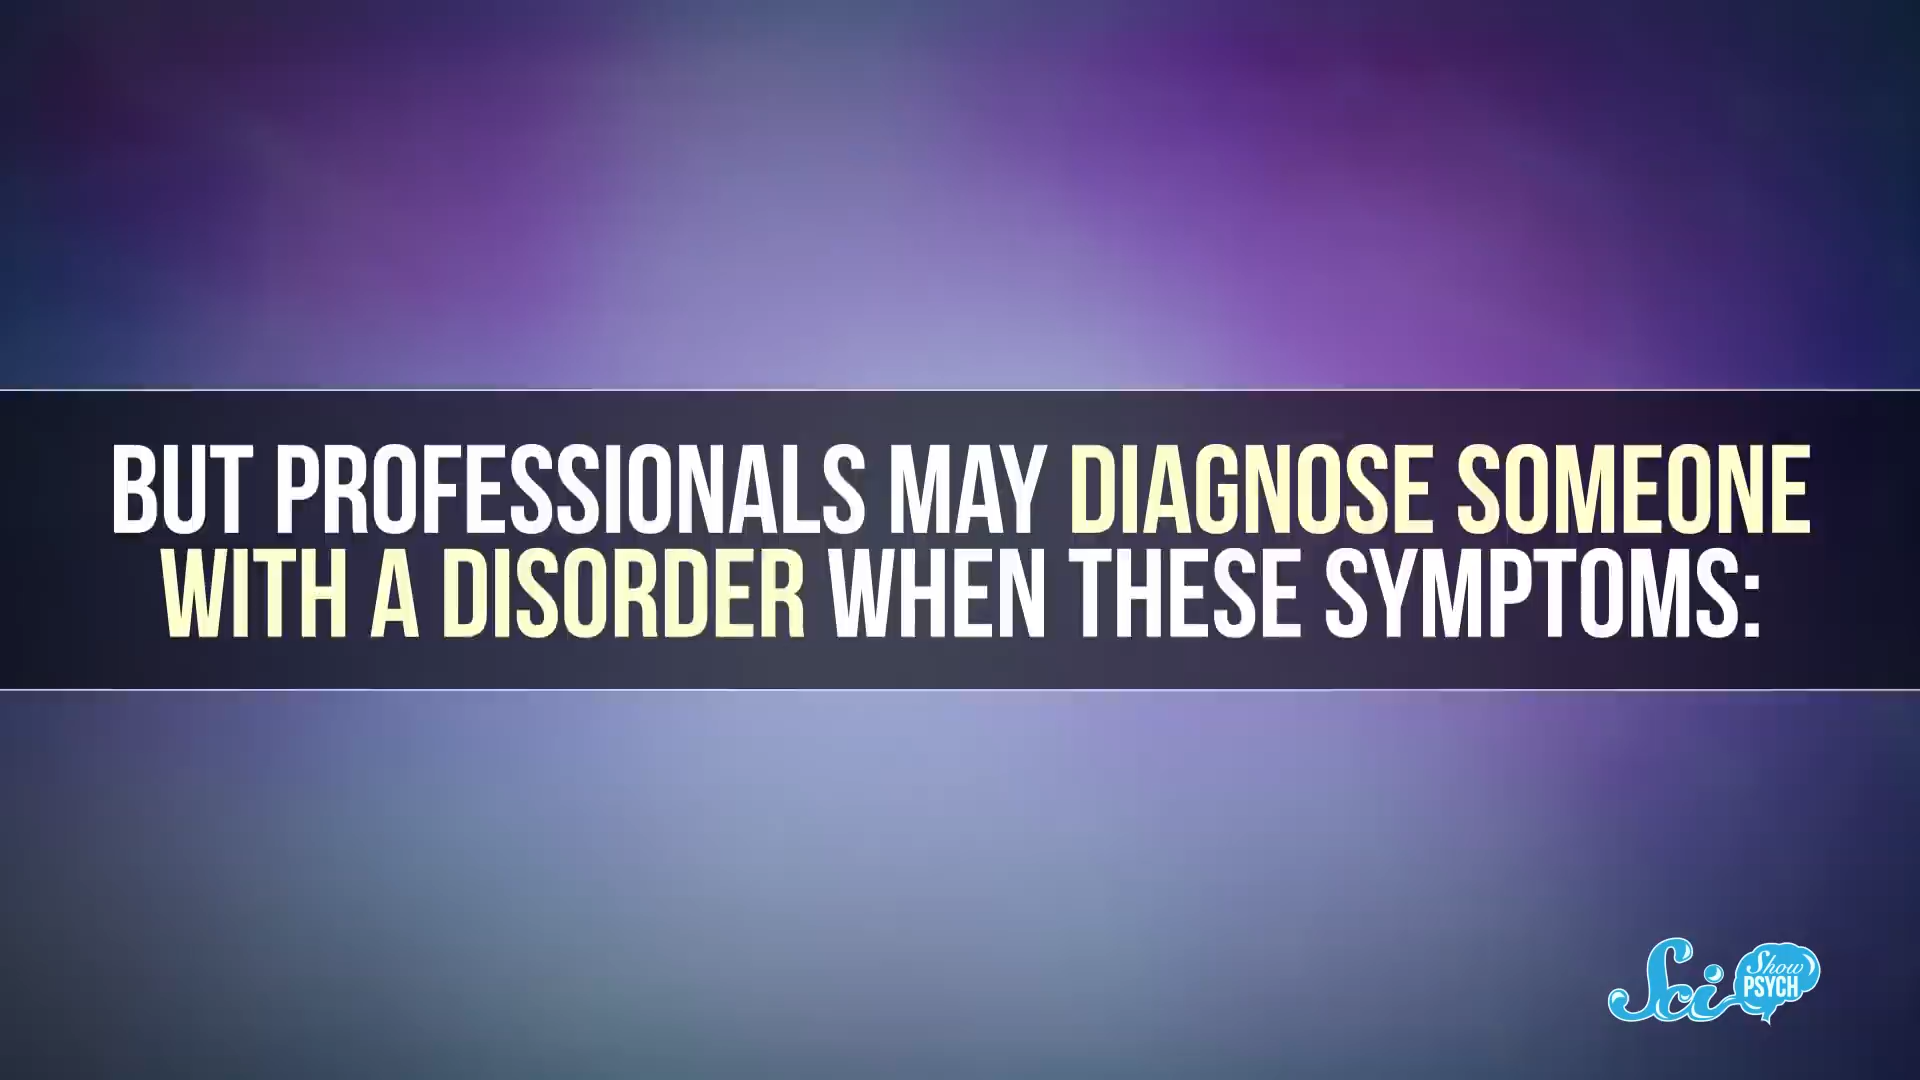 BUT PROFESSIONALS MAY DIAGNOSE SOMEONE
WITH A DISORDER WHEN THESE SYMPTOMS:
Sci Show
PSYCH